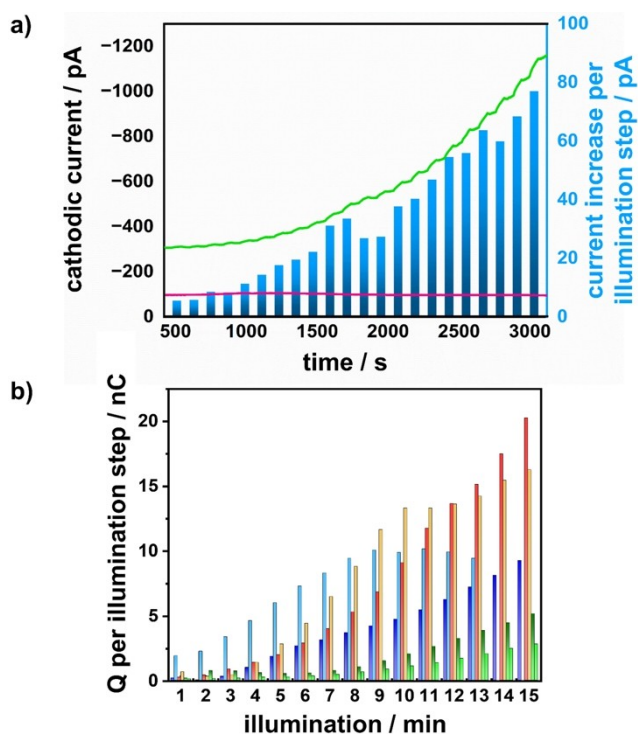 a)
cathodic current / pA
−1200
−1000
−800
−600
−400
−200
0
500
1000
1500
2000
2500
3000
time / s
100
80
60
40
20
0
current increase per
illumination step / pA
b)
Q per illumination step / nC
20
15
10
5
0
1 2 3 4 5 6 7 8 9 10 11 12 13 14 15
illumination / min